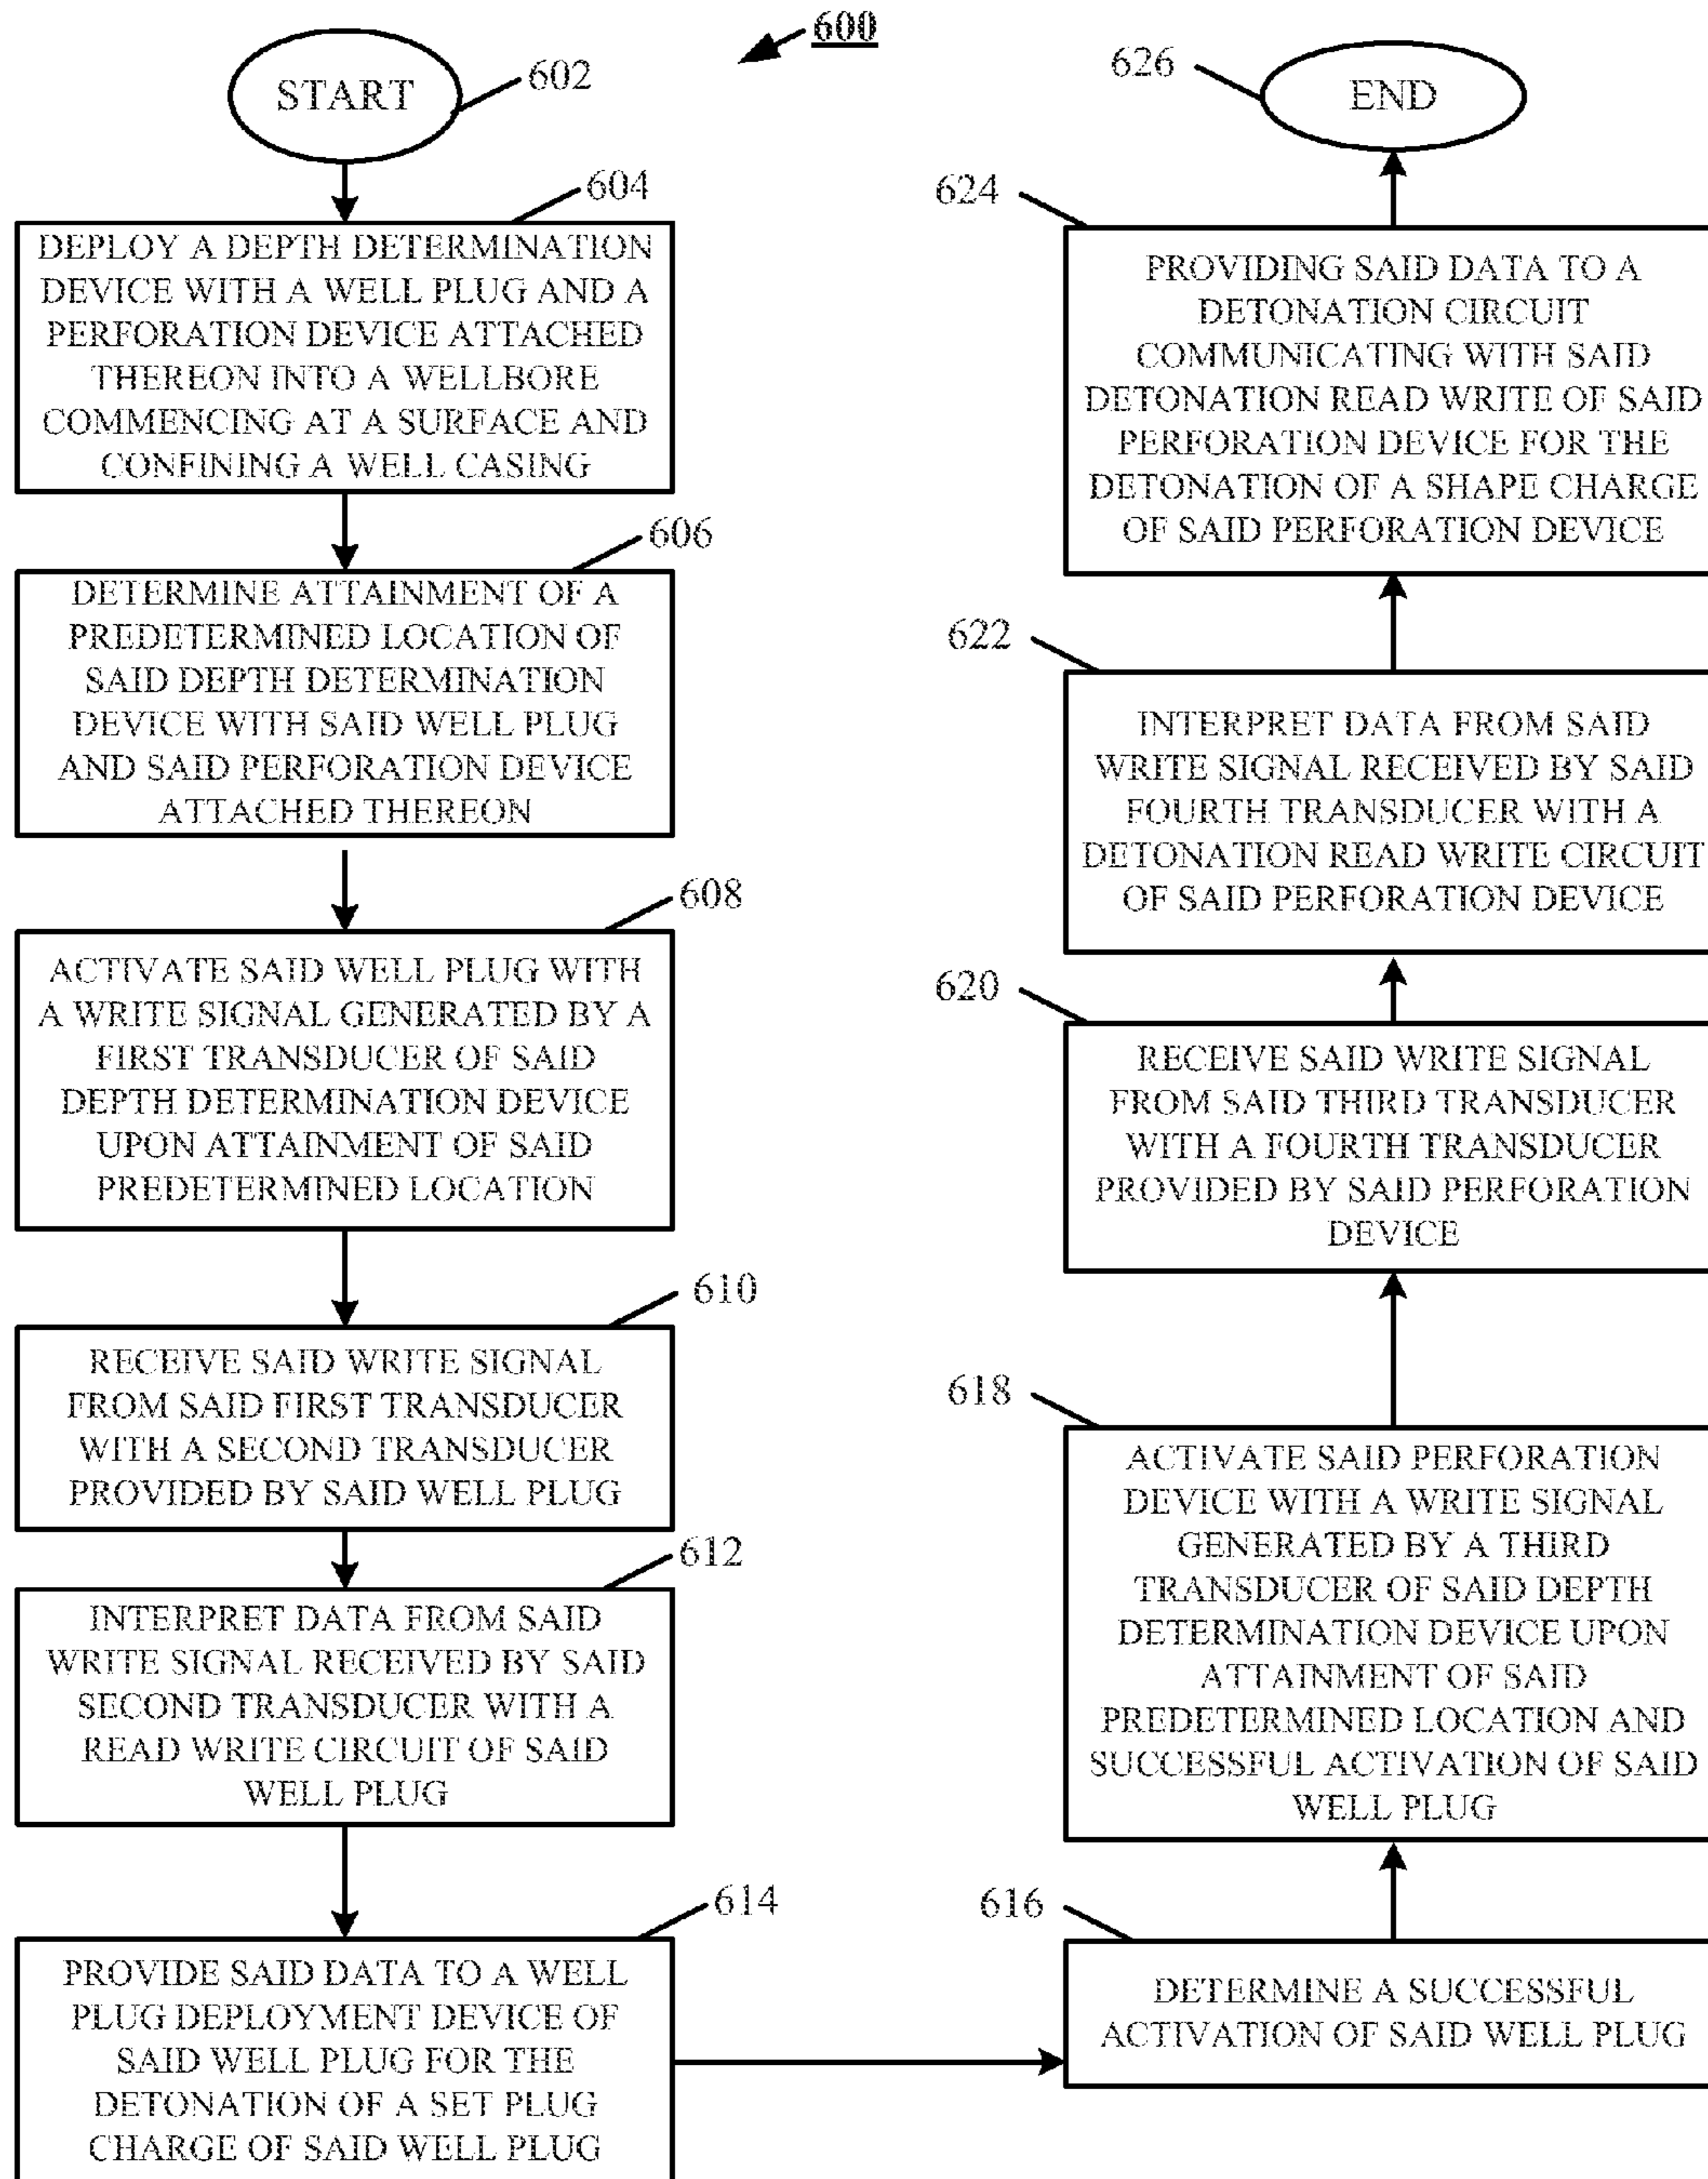 600
START
602
604
DEPLOY A DEPTH DETERMINATION
DEVICE WITH A WELL PLUG AND A
PERFORATION DEVICE ATTACHED
THEREON INTO A WELLBORE
COMMENCING AT A SURFACE AND
CONFINING A WELL CASING
606
DETERMINE ATTAINMENT OF A
PREDETERMINED LOCATION OF
SAID DEPTH DETERMINATION
DEVICE WITH SAID WELL PLUG
AND SAID PERFORATION DEVICE
ATTACHED THEREON
608
ACTIVATE SAID WELL PLUG WITH
A WRITE SIGNAL GENERATED BY A
FIRST TRANSDUCER OF SAID
DEPTH DETERMINATION DEVICE
UPON ATTAINMENT OF SAID
PREDETERMINED LOCATION
610
RECEIVE SAID WRITE SIGNAL
FROM SAID FIRST TRANSDUCER
WITH A SECOND TRANSDUCER
PROVIDED BY SAID WELL PLUG
612
INTERPRET DATA FROM SAID
WRITE SIGNAL RECEIVED BY SAID
SECOND TRANSDUCER WITH A
READ WRITE CIRCUIT OF SAID
WELL PLUG
614
PROVIDE SAID DATA TO A WELL
PLUG DEPLOYMENT DEVICE OF
SAID WELL PLUG FOR THE
DETONATION OF A SET PLUG
CHARGE OF SAID WELL PLUG
616
DETERMINE A SUCCESSFUL
ACTIVATION OF SAID WELL PLUG
618
ACTIVATE SAID PERFORATION
DEVICE WITH A WRITE SIGNAL
GENERATED BY A THIRD
TRANSDUCER OF SAID DEPTH
DETERMINATION DEVICE UPON
ATTAINMENT OF SAID
PREDETERMINED LOCATION AND
SUCCESSFUL ACTIVATION OF SAID
WELL PLUG
620
RECEIVE SAID WRITE SIGNAL
FROM SAID THIRD TRANSDUCER
WITH A FOURTH TRANSDUCER
PROVIDED BY SAID PERFORATION
DEVICE
622
INTERPRET DATA FROM SAID
WRITE SIGNAL RECEIVED BY SAID
FOURTH TRANSDUCER WITH A
DETONATION READ WRITE CIRCUIT
OF SAID PERFORATION DEVICE
624
PROVIDING SAID DATA TO A
DETONATION CIRCUIT
COMMUNICATING WITH SAID
DETONATION READ WRITE OF SAID
PERFORATION DEVICE FOR THE
DETONATION OF A SHAPE CHARGE
OF SAID PERFORATION DEVICE
626
END